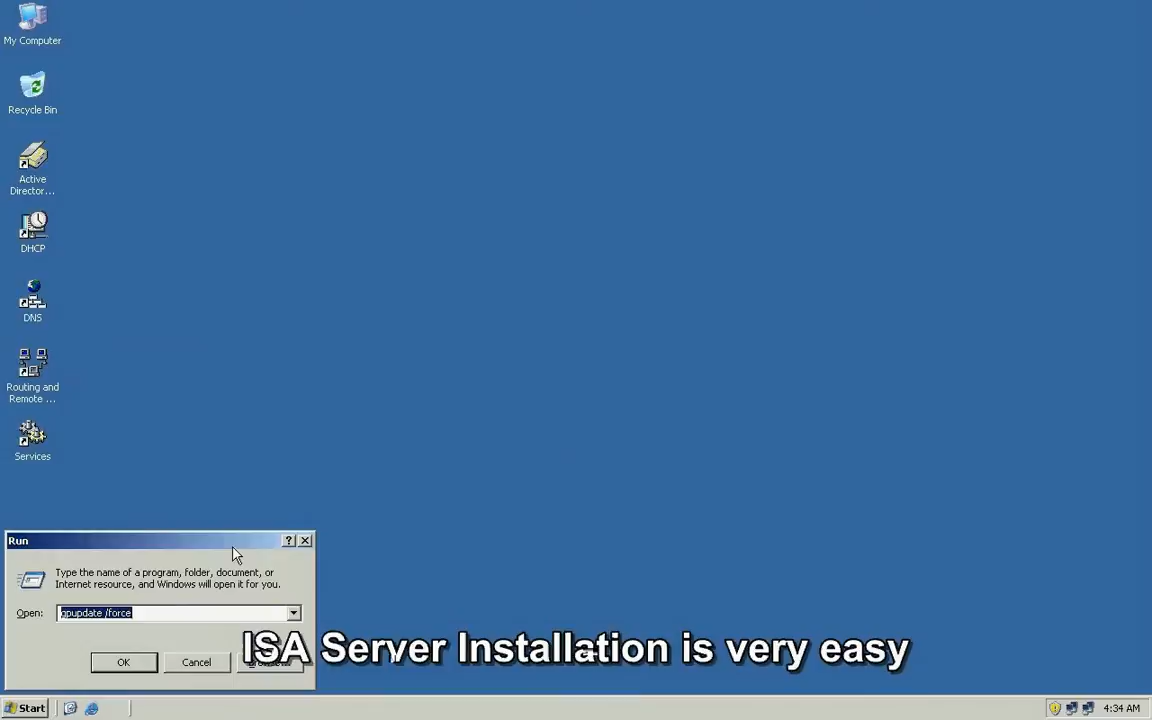 My Computer
Recycle Bin
Active
Director...
DHCP
DNS
Routing and
Remote ...
Services
Run
Type the name of a program, folder, document, or
Internet resource, and Windows will open it for you.
Open: gpupdate /force
OK Cancel
ISA Server Installation is very easy
Start 4:34 AM